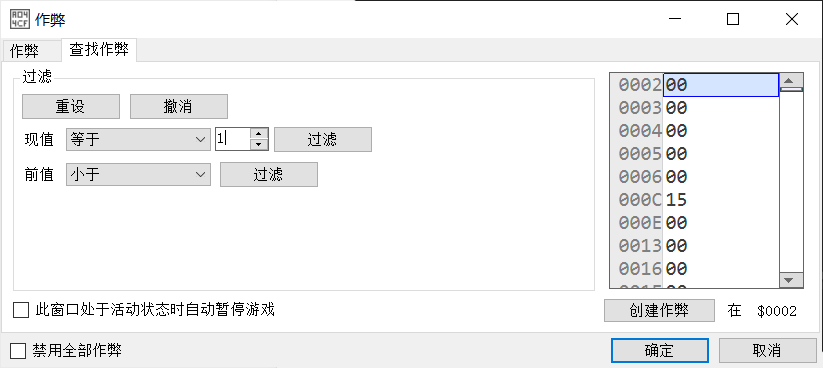 作弊
作弊 查找作弊
过滤
重设 撤消
现值 等于 1 过滤
前值 小于 过滤
0002 00
0003 00
0004 00
0005 00
0006 00
000C 15
000E 00
0013 00
0016 00
此窗口处于活动状态时自动暂停游戏
创建作弊 在 $0002
禁用全部作弊
确定 取消